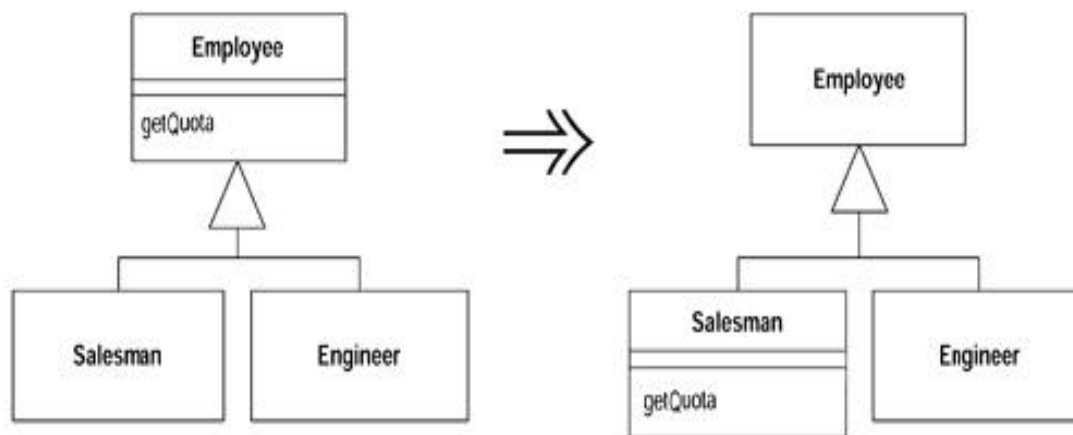 Employee
getQuota
Salesman
Engineer
Employee
Salesman
getQuota
Engineer